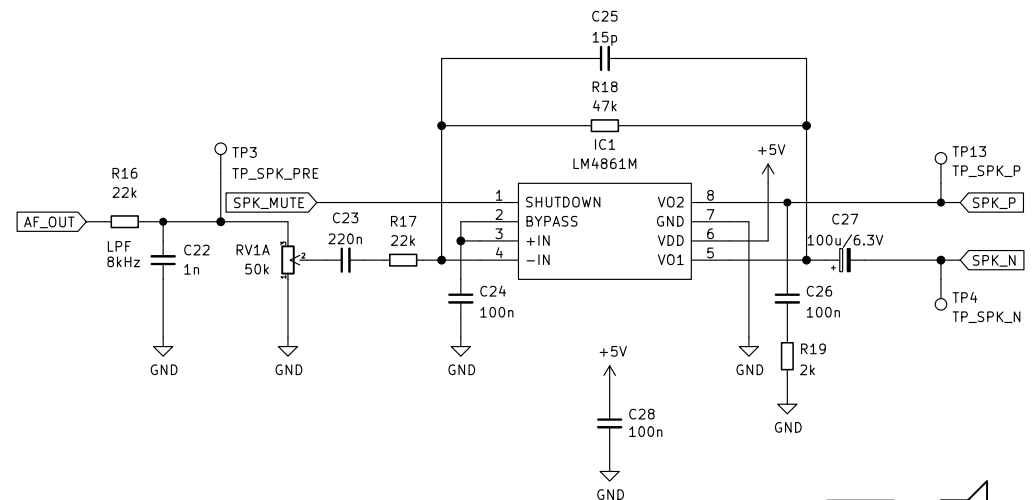 C25
15p
R18
47k
IC1
LM4861M
+5V
TP3
TP_SPK_PRE
TP13
TP_SPK_P
R16
22k
SPK_MUTE
1
SHUTDOWN
VO2
8
SPK_P
AF_OUT
2
BYPASS
GND
7
C23
220n
R17
22k
3
+IN
VDD
6
C27
100u/6.3V
+
LPF
8kHz
C22
1n
RV1A
50k
3
2
1
4
-IN
VO1
5
SPK_N
C24
100n
C26
100n
TP4
TP_SPK_N
R19
2k
GND
GND
GND
GND
+5V
GND
C28
100n
GND